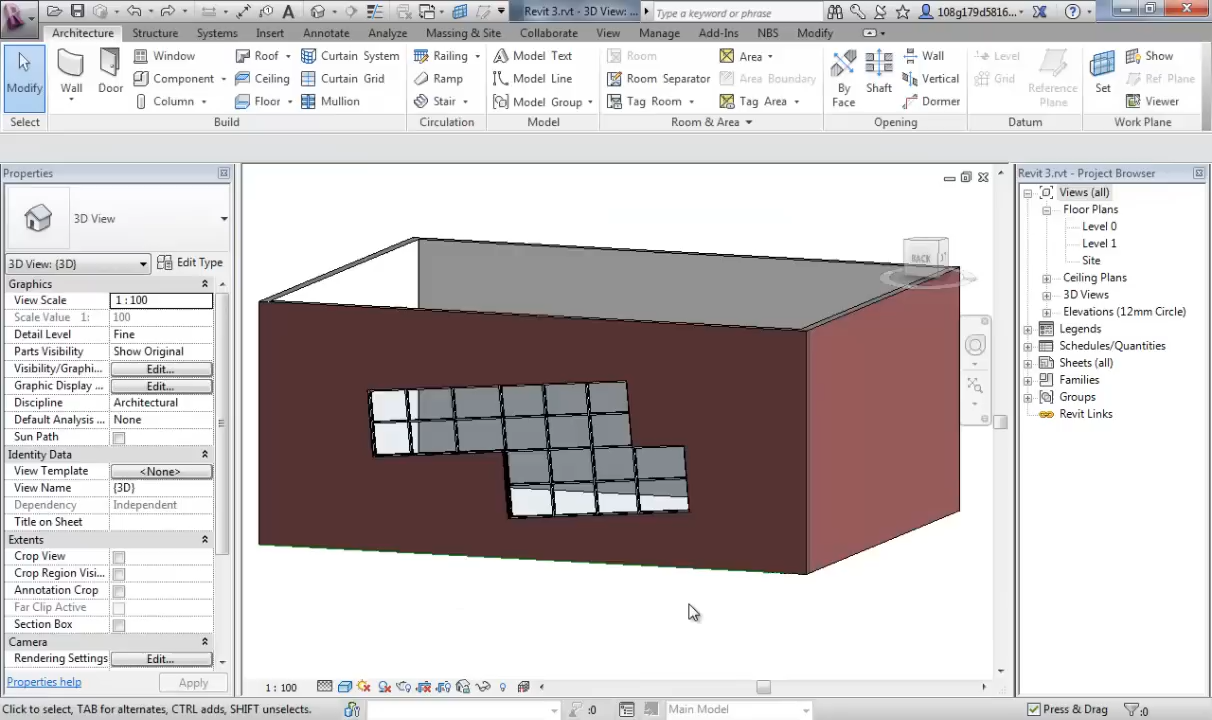 Revit 3.rvt - 3D View: ...
Type a keyword or phrase
108g179d5816...
Architecture Structure Systems Insert Annotate Analyze Massing & Site Collaborate View Manage Add-Ins NBS Modify
Modify
Wall
Door
Window
Component
Column
Roof
Ceiling
Floor
Curtain System
Curtain Grid
Mullion
Railing
Ramp
Stair
Model Text
Model Line
Model Group
Room
Room Separator
Tag Room
Area
Area Boundary
Tag Area
By
Face
Shaft
Wall
Vertical
Dormer
Level
Grid
Reference
Plane
Set
Show
Ref Plane
Viewer
Select
Build
Circulation
Model
Room & Area
Opening
Datum
Work Plane
Properties
3D View
3D View: {3D}
Edit Type
Graphics
View Scale 1 : 100
Scale Value 1: 100
Detail Level Fine
Parts Visibility Show Original
Visibility/Graphi... Edit...
Graphic Display ... Edit...
Discipline Architectural
Default Analysis ... None
Sun Path
Identity Data
View Template <None>
View Name {3D}
Dependency Independent
Title on Sheet
Extents
Crop View
Crop Region Visi...
Annotation Crop
Far Clip Active
Section Box
Camera
Rendering Settings Edit...
Properties help
Apply
BACK
1 : 100
Revit 3.rvt - Project Browser
Views (all)
Floor Plans
Level 0
Level 1
Site
Ceiling Plans
3D Views
Elevations (12mm Circle)
Legends
Schedules/Quantities
Sheets (all)
Families
Groups
Revit Links
Click to select, TAB for alternates, CTRL adds, SHIFT unselects.
:0
Main Model
Press & Drag
:0